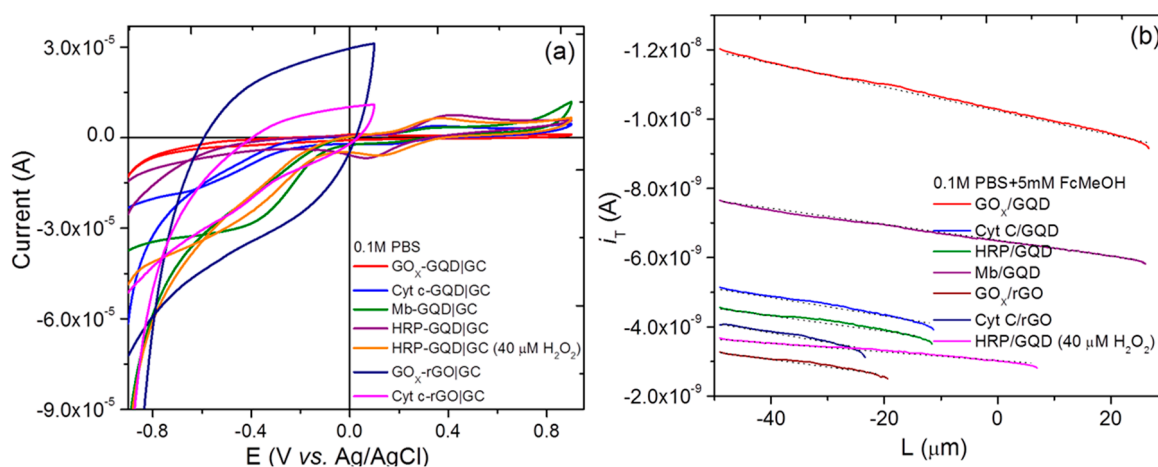 (a)
3.0x10⁻⁵
0.0
-3.0x10⁻⁵
-6.0x10⁻⁵
-9.0x10⁻⁵
Current (A)
0.1M PBS
GOₓ-GQD|GC
Cyt c-GQD|GC
Mb-GQD|GC
HRP-GQD|GC
HRP-GQD|GC (40 μM H₂O₂)
GOₓ-rGO|GC
Cyt c-rGO|GC
-0.8 -0.4 0.0 0.4 0.8
E (V vs. Ag/AgCl)
(b)
-1.2x10⁻⁸
-1.0x10⁻⁸
-8.0x10⁻⁹
-6.0x10⁻⁹
-4.0x10⁻⁹
-2.0x10⁻⁹
i_T (A)
0.1M PBS+5mM FcMeOH
GOₓ/GQD
Cyt C/GQD
HRP/GQD
Mb/GQD
GOₓ/rGO
Cyt C/rGO
HRP/GQD (40 μM H₂O₂)
-40 -20 0 20
L (μm)